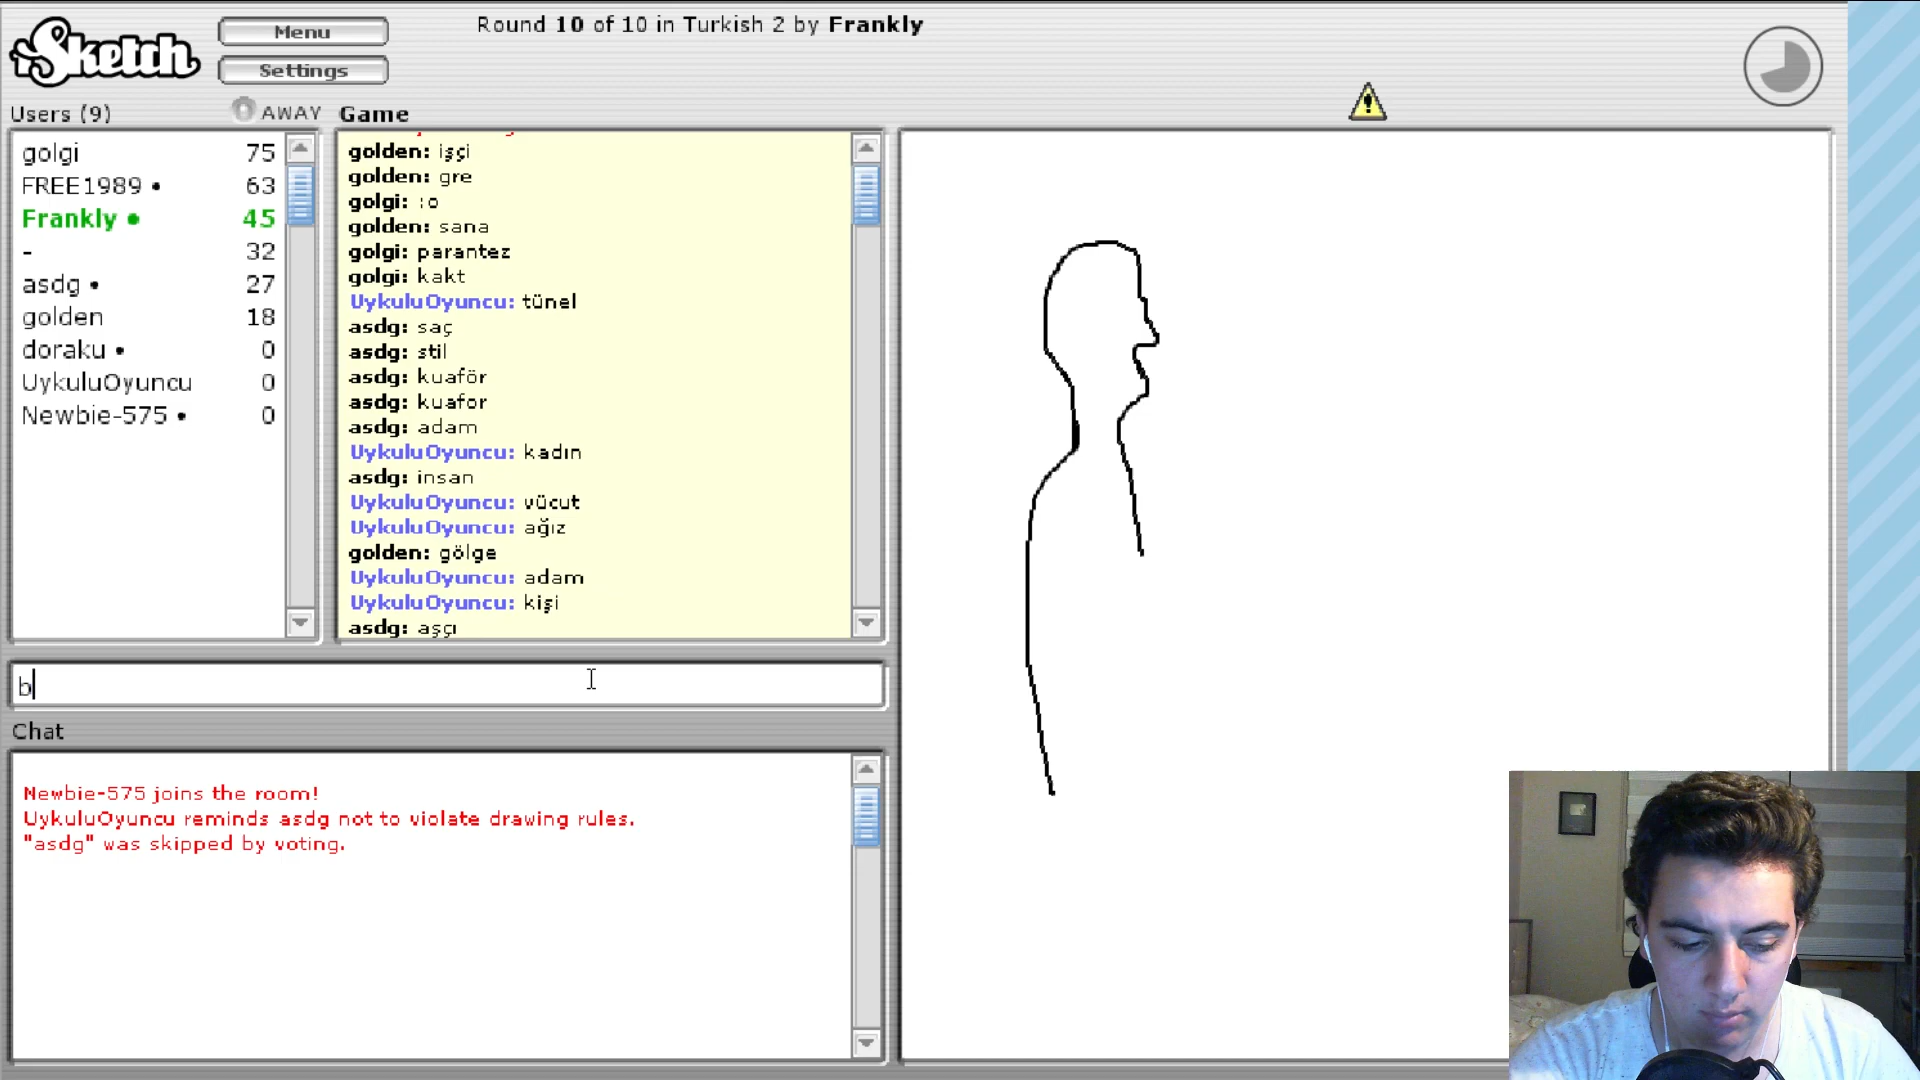 iSketch
Menu
Settings
Round 10 of 10 in Turkish 2 by Frankly
Users (9)
AWAY
golgi 75
FREE1989 • 63
Frankly • 45
- 32
asdg • 27
golden 18
doraku • 0
UykuluOyuncu 0
Newbie-575 • 0
Game
golden: işçi
golden: gre
golgi: :o
golden: sana
golgi: parantez
golgi: kakt
UykuluOyuncu: tünel
asdg: saç
asdg: stil
asdg: kuaför
asdg: kuafor
asdg: adam
UykuluOyuncu: kadın
asdg: insan
UykuluOyuncu: vücut
UykuluOyuncu: ağız
golden: gölge
UykuluOyuncu: adam
UykuluOyuncu: kişi
asdg: aşçı
b
Chat
Newbie-575 joins the room!
UykuluOyuncu reminds asdg not to violate drawing rules.
"asdg" was skipped by voting.